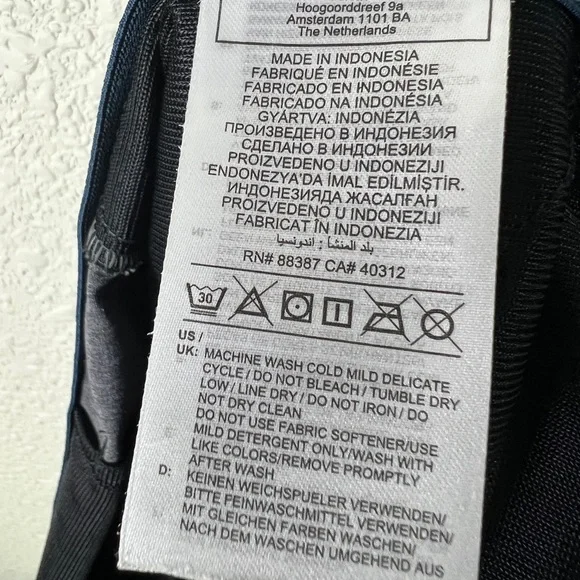 Hoogoorddreef 9a
Amsterdam 1101 BA
The Netherlands
MADE IN INDONESIA
FABRIQUÉ EN INDONÉSIE
FABRICADO EN INDONESIA
FABRICADO NA INDONÉSIA
GYÁRTVA: INDONÉZIA
ПРОИЗВЕДЕНО В ИНДОНЕЗИЯ
СДЕЛАНО В ИНДОНЕЗИИ
PROIZVEDENO U INDONEZIJI
ENDONEZYA'DA İMAL EDİLMİŞTİR.
ИНДОНЕЗИЯДА ЖАСАЛҒАН
PROIZVEDENO U INDONEZIJI
FABRICAT ÎN INDONEZIA
بلد المنشأ : اندونيسيا
RN# 88387 CA# 40312
30
US /
UK: MACHINE WASH COLD MILD DELICATE
CYCLE / DO NOT BLEACH / TUMBLE DRY
LOW / LINE DRY / DO NOT IRON / DO
NOT DRY CLEAN
DO NOT USE FABRIC SOFTENER/USE
MILD DETERGENT ONLY/WASH WITH
LIKE COLORS/REMOVE PROMPTLY
AFTER WASH
D: KEINEN WEICHSPUELER VERWENDEN/
BITTE FEINWASCHMITTEL VERWENDEN/
MIT GLEICHEN FARBEN WASCHEN/
NACH DEM WASCHEN UMGEHEND AUS